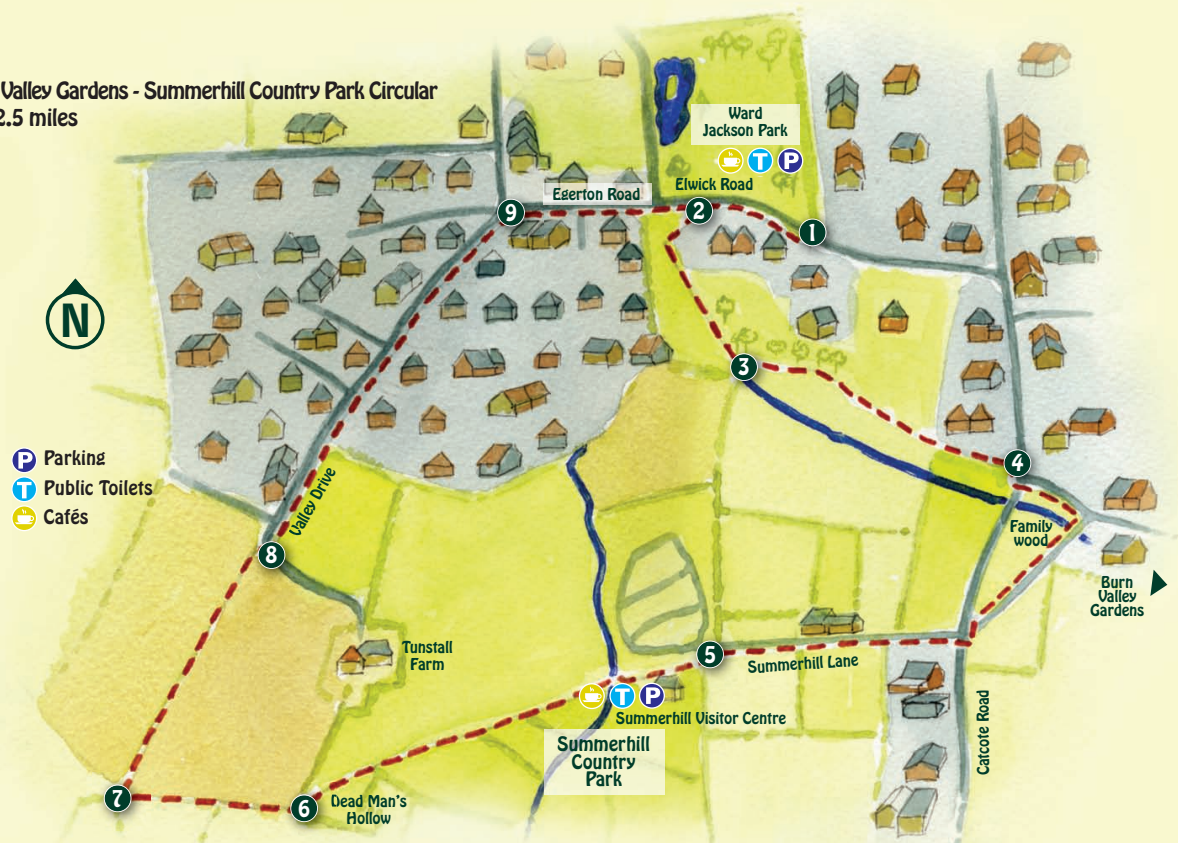 Valley Gardens - Summerhill Country Park Circular
2.5 miles
Ward
Jackson Park
T P
Elwick Road
Egerton Road
9
2
1
N
3
P Parking
T Public Toilets
Cafés
4
Valley Drive
8
Family
wood
Burn
Valley
Gardens
Tunstall
Farm
5
Summerhill Lane
T P
Summerhill Visitor Centre
Summerhill
Country
Park
Catcote Road
7
6
Dead Man's
Hollow